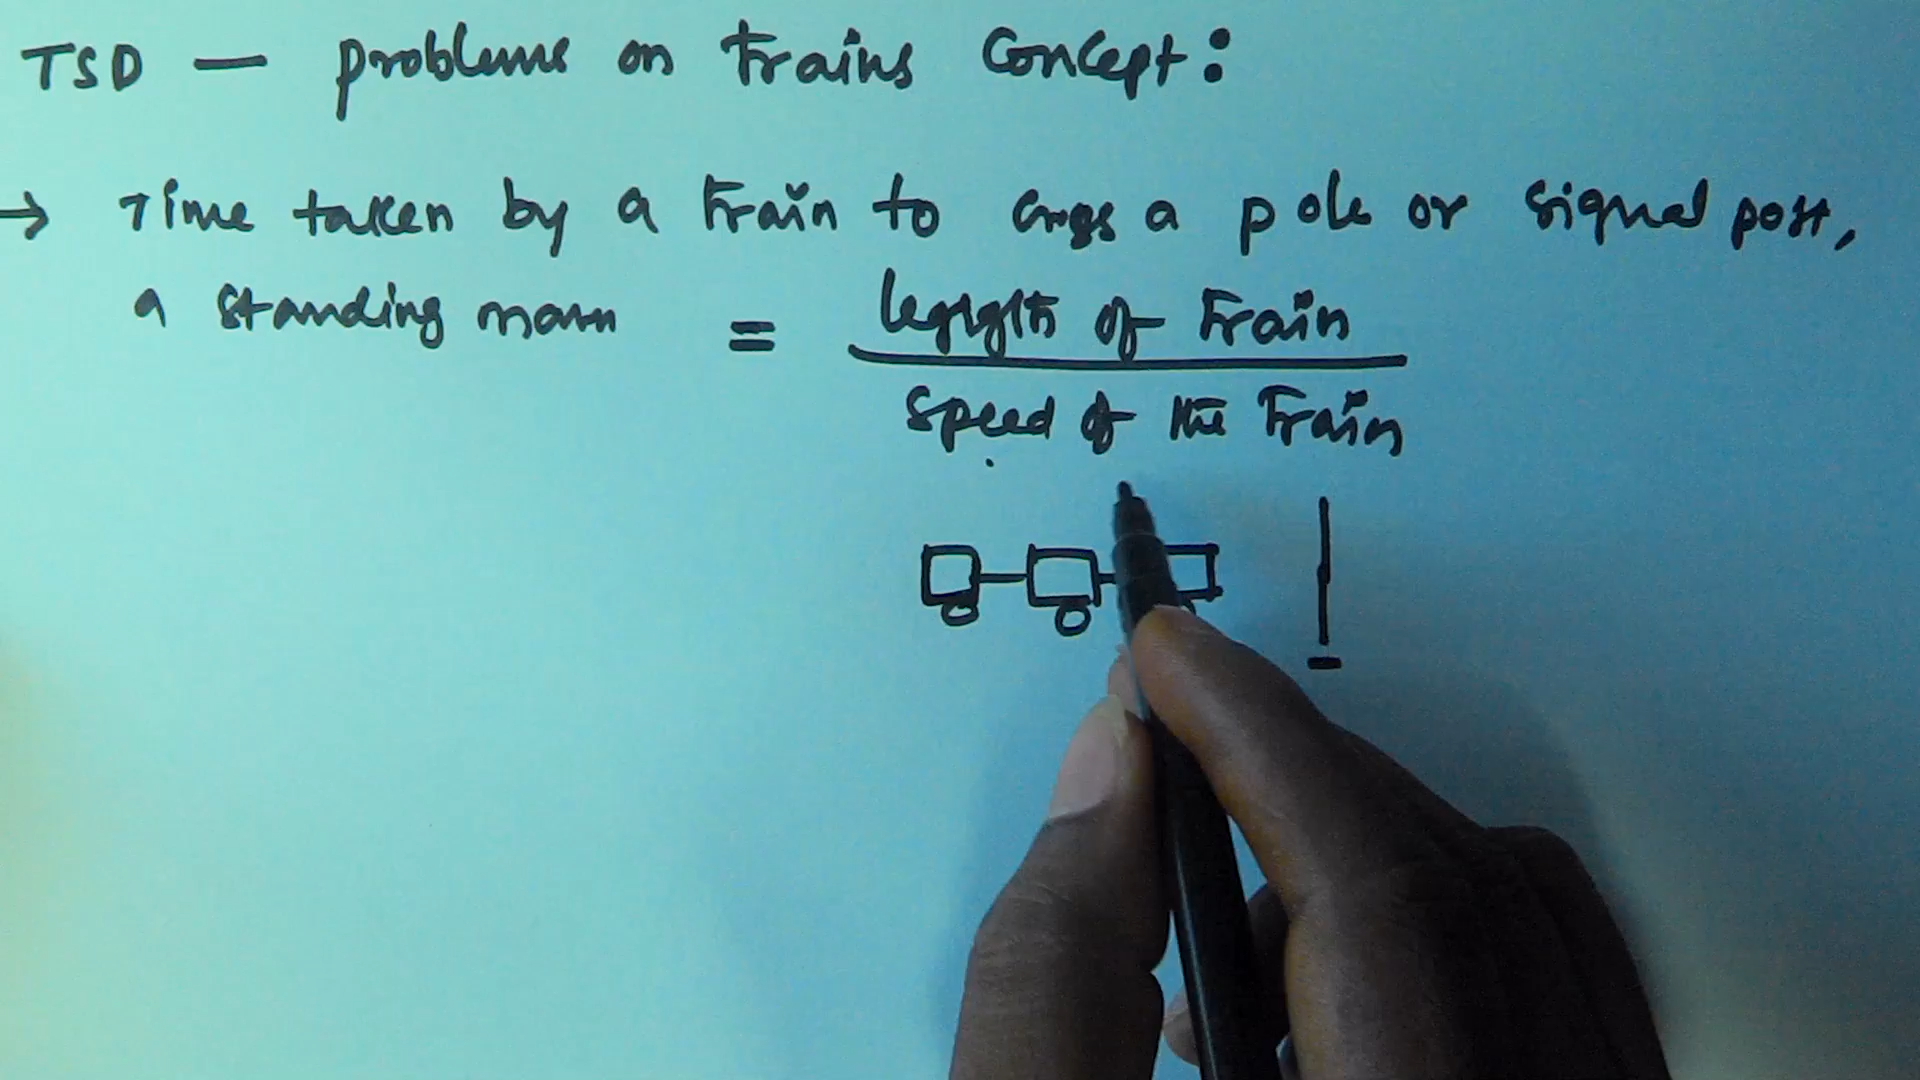 TSD — problems on trains concept:
→ Time taken by a train to cross a pole or signal post,
a standing man = length of train
speed of the train